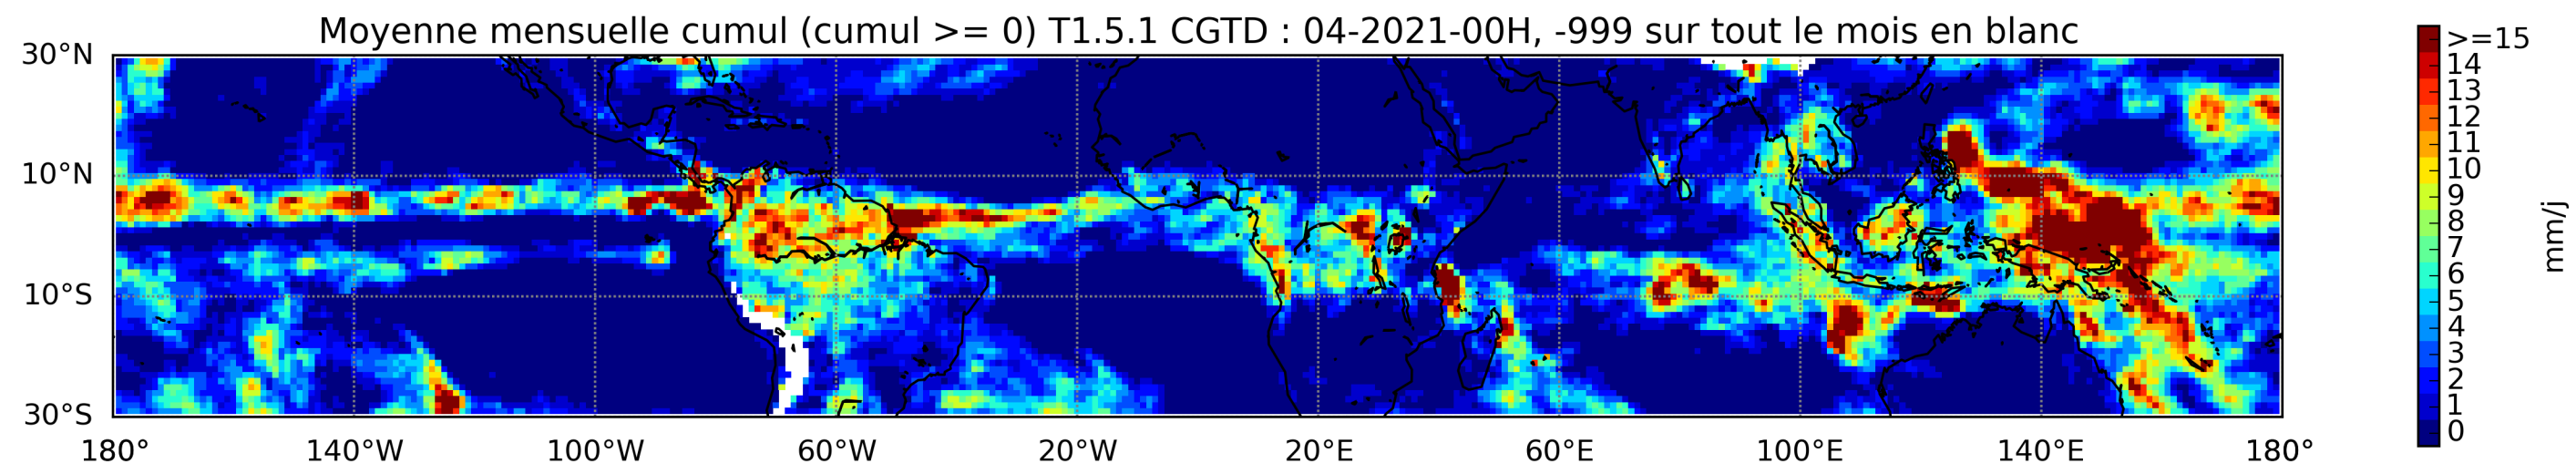 Moyenne mensuelle cumul (cumul >= 0) T1.5.1 CGTD : 04-2021-00H, -999 sur tout le mois en blanc
30°N
10°N
10°S
30°S
180°
140°W
100°W
60°W
20°W
20°E
60°E
100°E
140°E
180°
>=15
14
13
12
11
10
9
8
7
6
5
4
3
2
1
0
mm/j